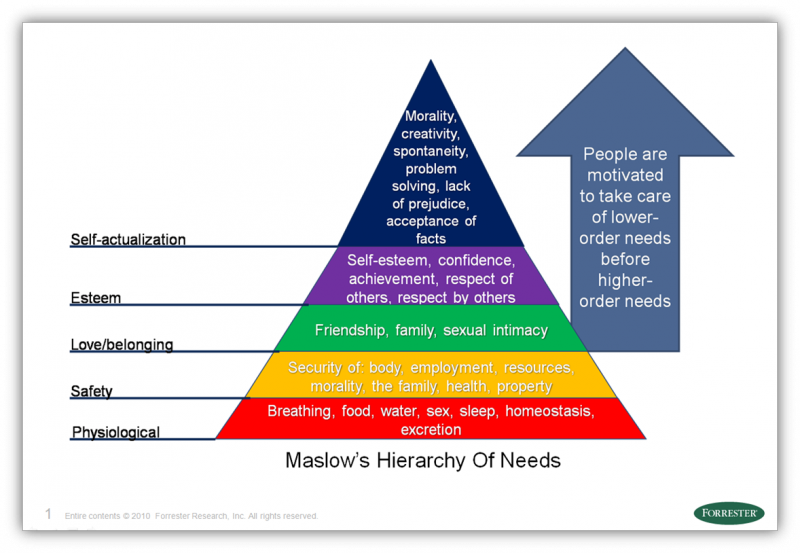 Morality,
creativity,
spontaneity,
problem
solving, lack
of prejudice,
acceptance of
facts
Self-actualization
Self-esteem, confidence,
achievement, respect of
others, respect by others
Esteem
Friendship, family, sexual intimacy
Love/belonging
Security of: body, employment, resources,
morality, the family, health, property
Safety
Breathing, food, water, sex, sleep, homeostasis,
excretion
Physiological
People are
motivated
to take care
of lower-
order needs
before
higher-
order needs
Maslow's Hierarchy Of Needs
1 Entire contents © 2010 Forrester Research, Inc. All rights reserved.
FORRESTER®